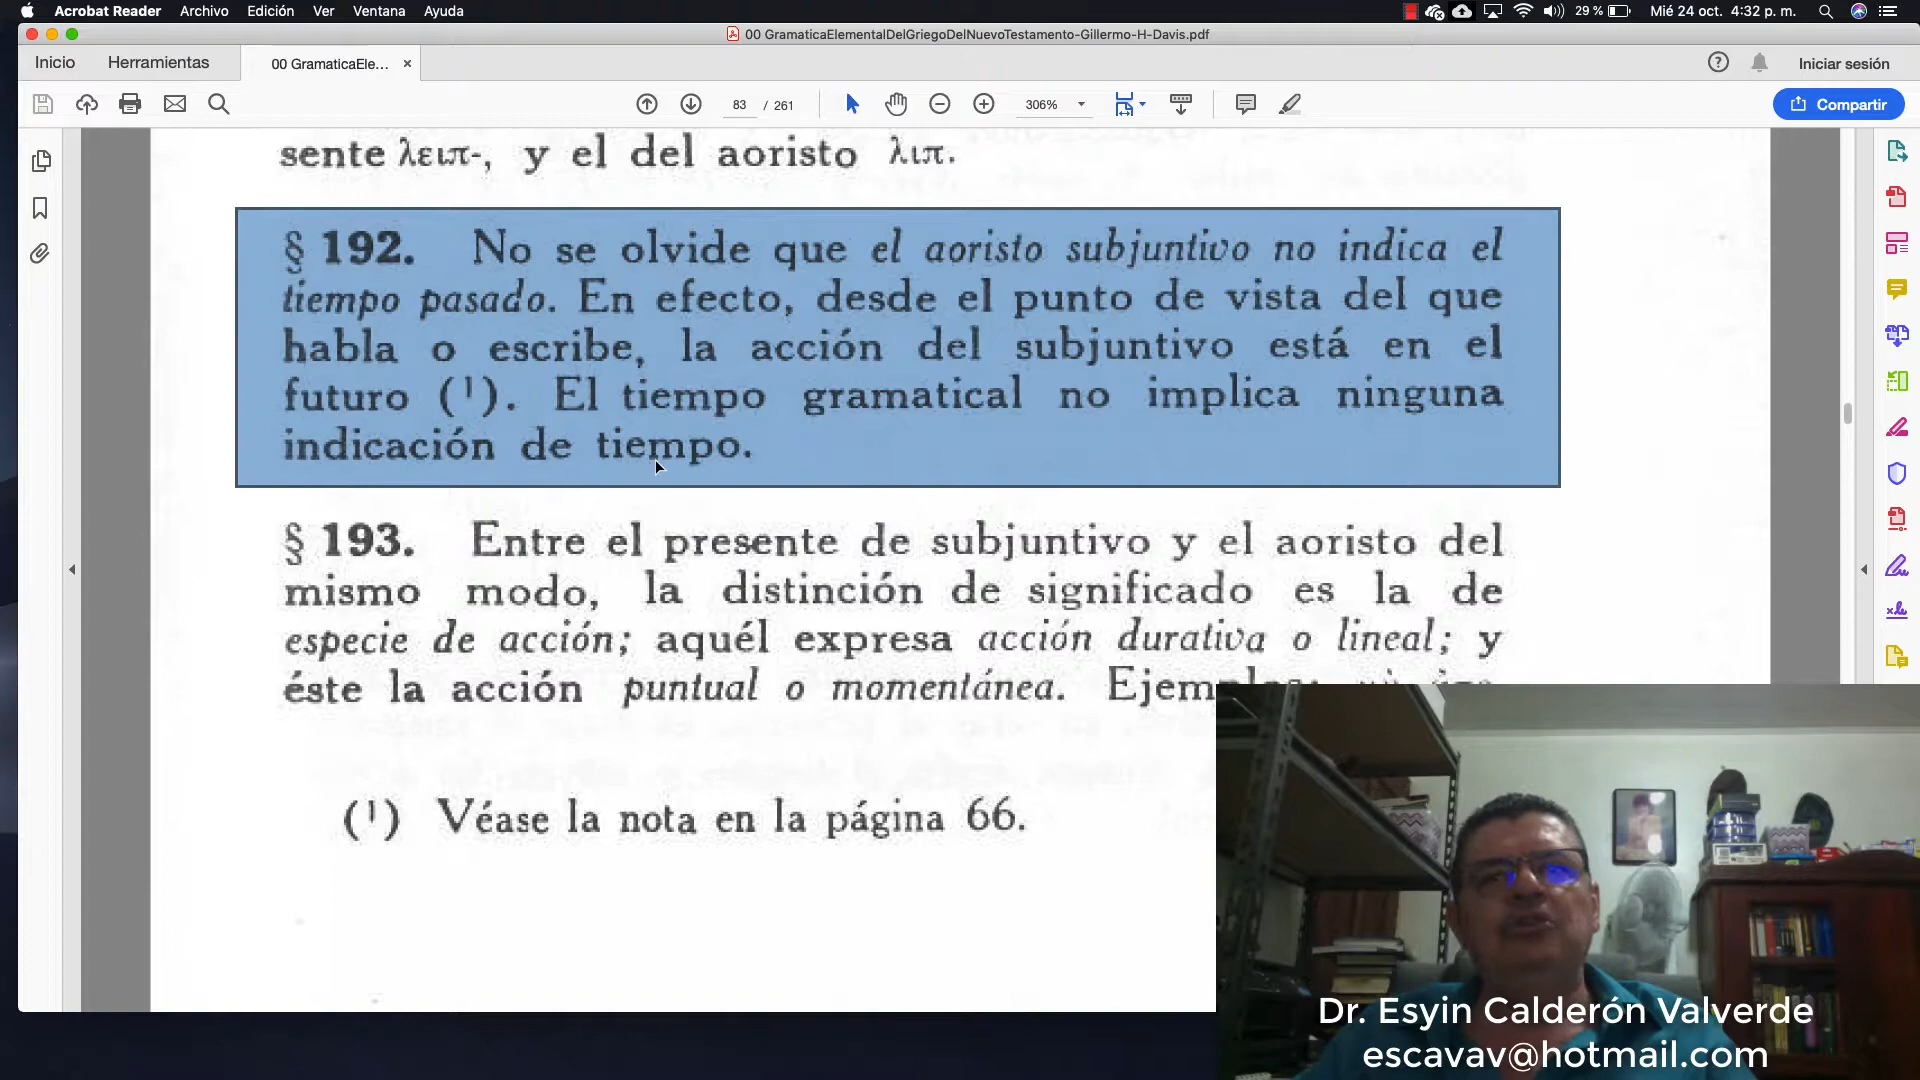 Acrobat Reader Archivo Edición Ver Ventana Ayuda 29 % Mié 24 oct. 4:32 p. m.
00 GramaticaElementalDelGriegoDelNuevoTestamento-Gillermo-H-Davis.pdf
Inicio Herramientas 00 GramaticaEle... × Iniciar sesión
83 / 261 306% Compartir
sente λειπ-, y el del aoristo λιπ.
§ 192. No se olvide que el aoristo subjuntivo no indica el
tiempo pasado. En efecto, desde el punto de vista del que
habla o escribe, la acción del subjuntivo está en el
futuro (¹). El tiempo gramatical no implica ninguna
indicación de tiempo.
§ 193. Entre el presente de subjuntivo y el aoristo del
mismo modo, la distinción de significado es la de
especie de acción; aquél expresa acción durativa o lineal; y
éste la acción puntual o momentánea. Ejemplos:
(¹) Véase la nota en la página 66.
Dr. Esyin Calderón Valverde
escavav@hotmail.com